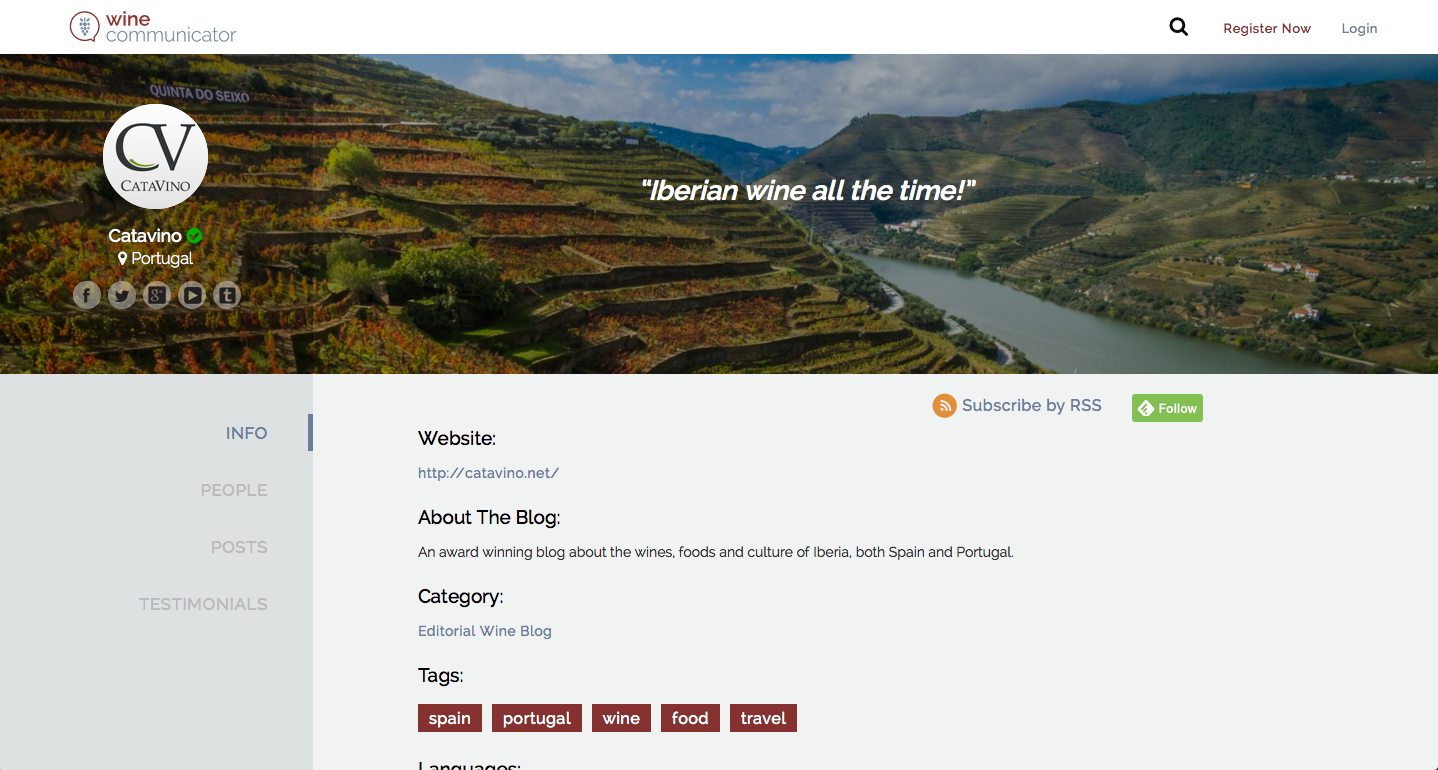 wine
communicator
Register Now
Login
QUINTA DO SEIXO
CV
CATAVINO
Catavino
Portugal
“Iberian wine all the time!”
INFO
PEOPLE
POSTS
TESTIMONIALS
Subscribe by RSS
Follow
Website:
http://catavino.net/
About The Blog:
An award winning blog about the wines, foods and culture of Iberia, both Spain and Portugal.
Category:
Editorial Wine Blog
Tags:
spain portugal wine food travel
Languages: